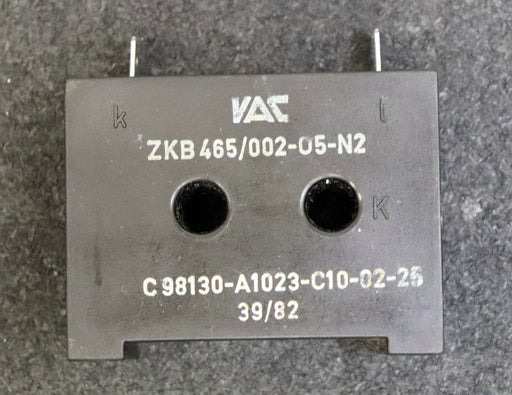 VAC
k l
ZKB 465/002-05-N2
K
C 98130-A1023-C10-02-25
39/82